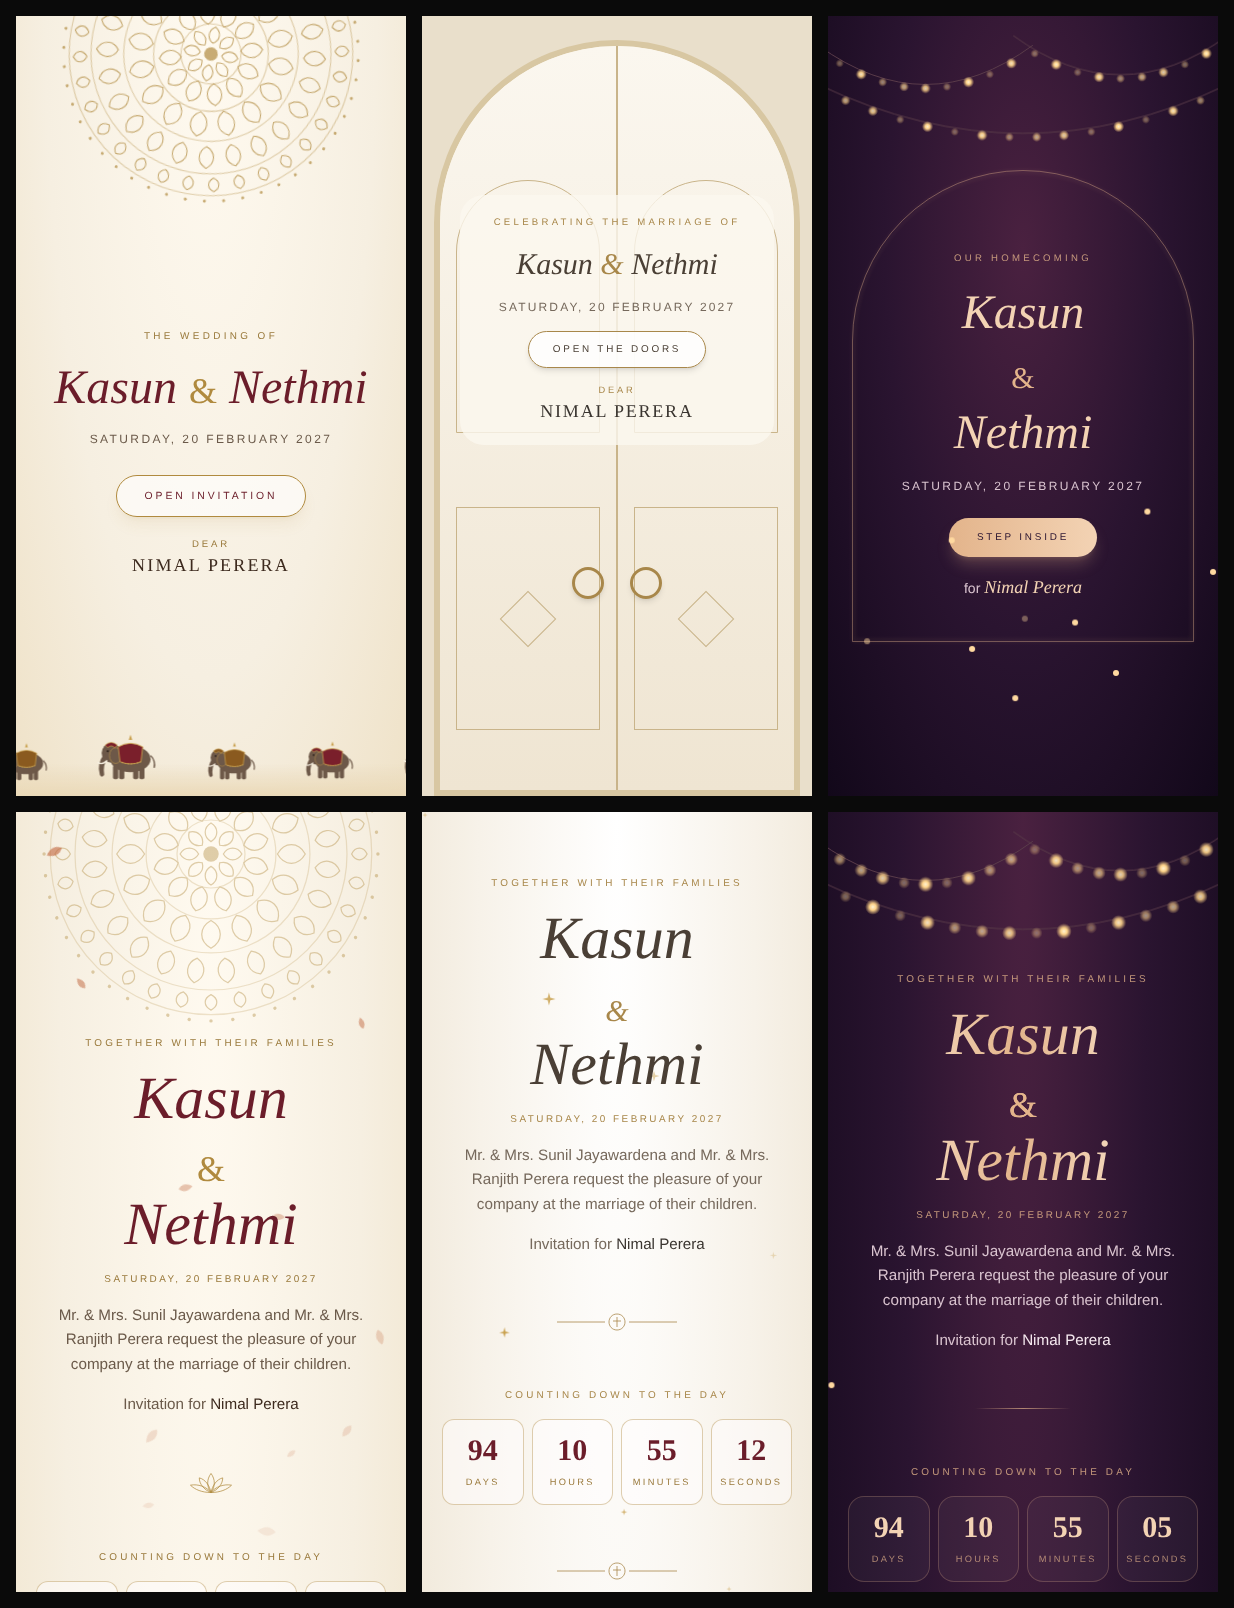 THE WEDDING OF
Kasun & Nethmi
SATURDAY, 20 FEBRUARY 2027
OPEN INVITATION
DEAR
NIMAL PERERA
CELEBRATING THE MARRIAGE OF
Kasun & Nethmi
SATURDAY, 20 FEBRUARY 2027
OPEN THE DOORS
DEAR
NIMAL PERERA
OUR HOMECOMING
Kasun
&
Nethmi
SATURDAY, 20 FEBRUARY 2027
STEP INSIDE
for Nimal Perera
TOGETHER WITH THEIR FAMILIES
Kasun
&
Nethmi
SATURDAY, 20 FEBRUARY 2027
Mr. & Mrs. Sunil Jayawardena and Mr. & Mrs.
Ranjith Perera request the pleasure of your
company at the marriage of their children.
Invitation for Nimal Perera
COUNTING DOWN TO THE DAY
TOGETHER WITH THEIR FAMILIES
Kasun
&
Nethmi
SATURDAY, 20 FEBRUARY 2027
Mr. & Mrs. Sunil Jayawardena and Mr. & Mrs.
Ranjith Perera request the pleasure of your
company at the marriage of their children.
Invitation for Nimal Perera
COUNTING DOWN TO THE DAY
94 10 55 12
DAYS HOURS MINUTES SECONDS
TOGETHER WITH THEIR FAMILIES
Kasun
&
Nethmi
SATURDAY, 20 FEBRUARY 2027
Mr. & Mrs. Sunil Jayawardena and Mr. & Mrs.
Ranjith Perera request the pleasure of your
company at the marriage of their children.
Invitation for Nimal Perera
COUNTING DOWN TO THE DAY
94 10 55 05
DAYS HOURS MINUTES SECONDS